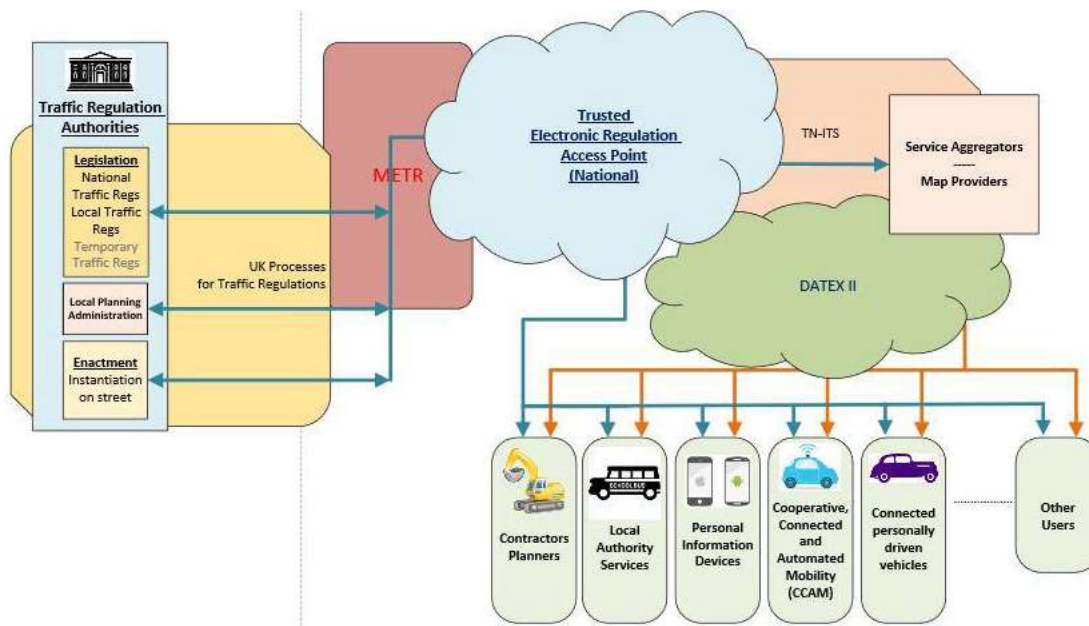 Traffic Regulation
Authorities
Legislation
National
Traffic Regs
Local Traffic
Regs
Temporary
Traffic Regs
Local Planning
Administration
Enactment
Instantiation
on street
UK Processes
for Traffic Regulations
METR
Trusted
Electronic Regulation
Access Point
(National)
TN-ITS
Service Aggregators
-----
Map Providers
DATEX II
Contractors
Planners
SCHOOL BUS
Local
Authority
Services
Personal
Information
Devices
Cooperative,
Connected
and
Automated
Mobility
(CCAM)
Connected
personally
driven
vehicles
Other
Users